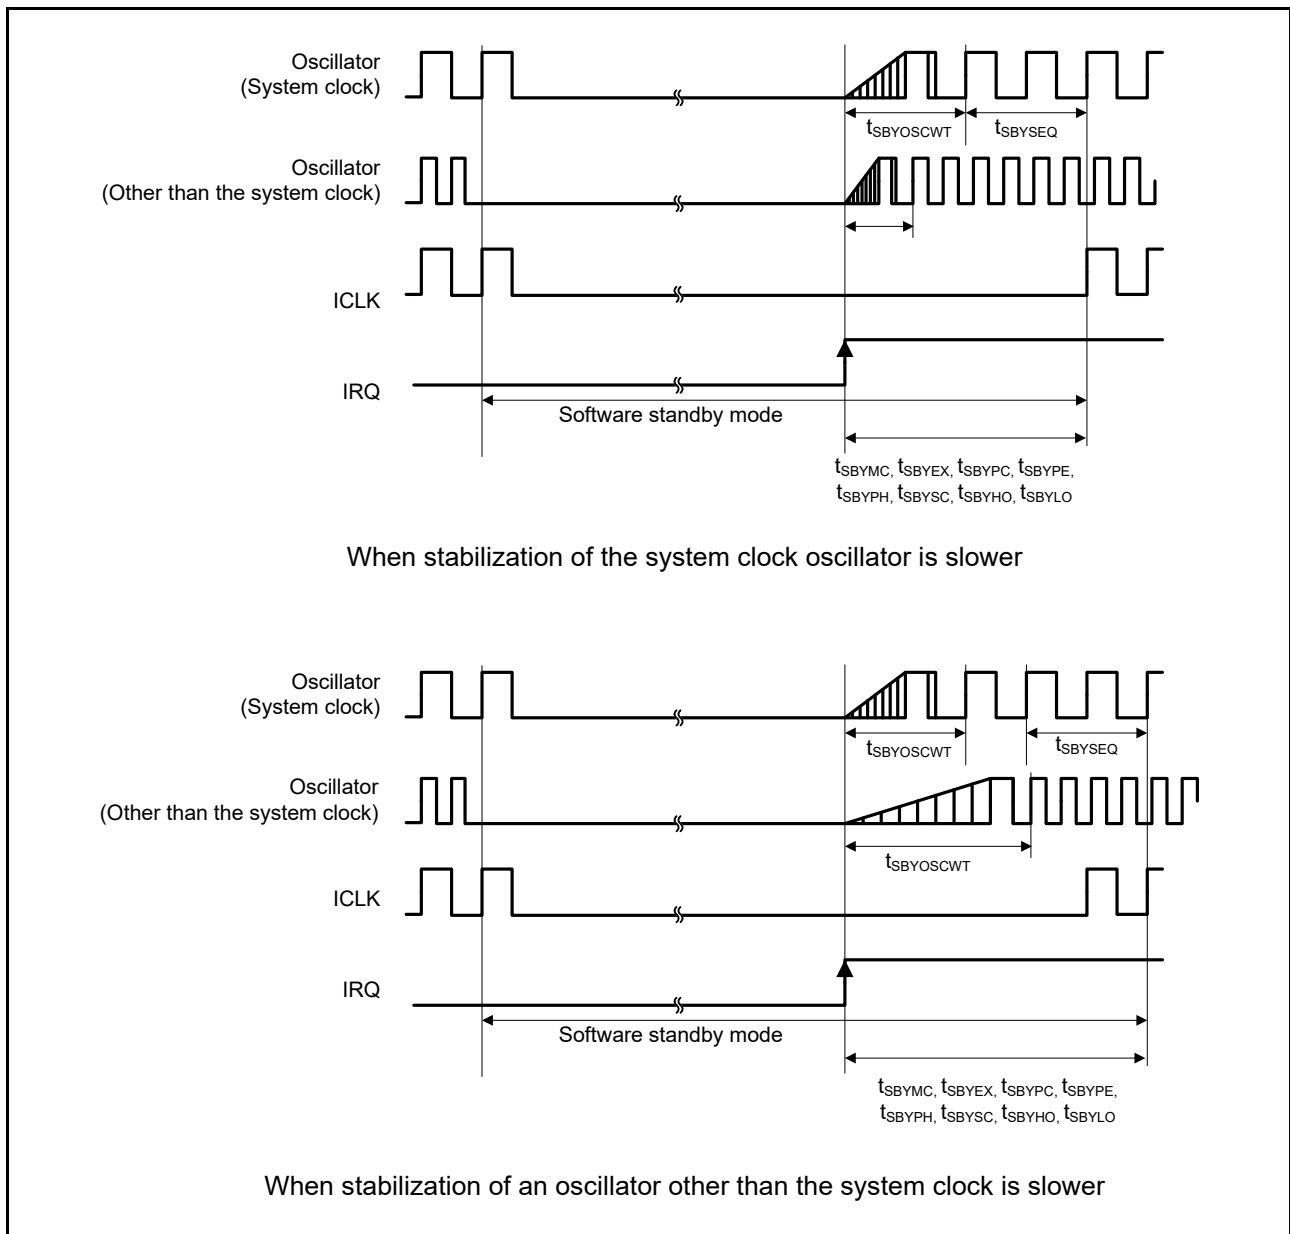 Oscillator
(System clock)
tSBYOSCWT
tSBYSEQ
Oscillator
(Other than the system clock)
ICLK
IRQ
Software standby mode
tSBYMC, tSBYEX, tSBYPC, tSBYPE,
tSBYPH, tSBYSC, tSBYHO, tSBYLO
When stabilization of the system clock oscillator is slower
Oscillator
(System clock)
tSBYOSCWT
tSBYSEQ
Oscillator
(Other than the system clock)
tSBYOSCWT
ICLK
IRQ
Software standby mode
tSBYMC, tSBYEX, tSBYPC, tSBYPE,
tSBYPH, tSBYSC, tSBYHO, tSBYLO
When stabilization of an oscillator other than the system clock is slower